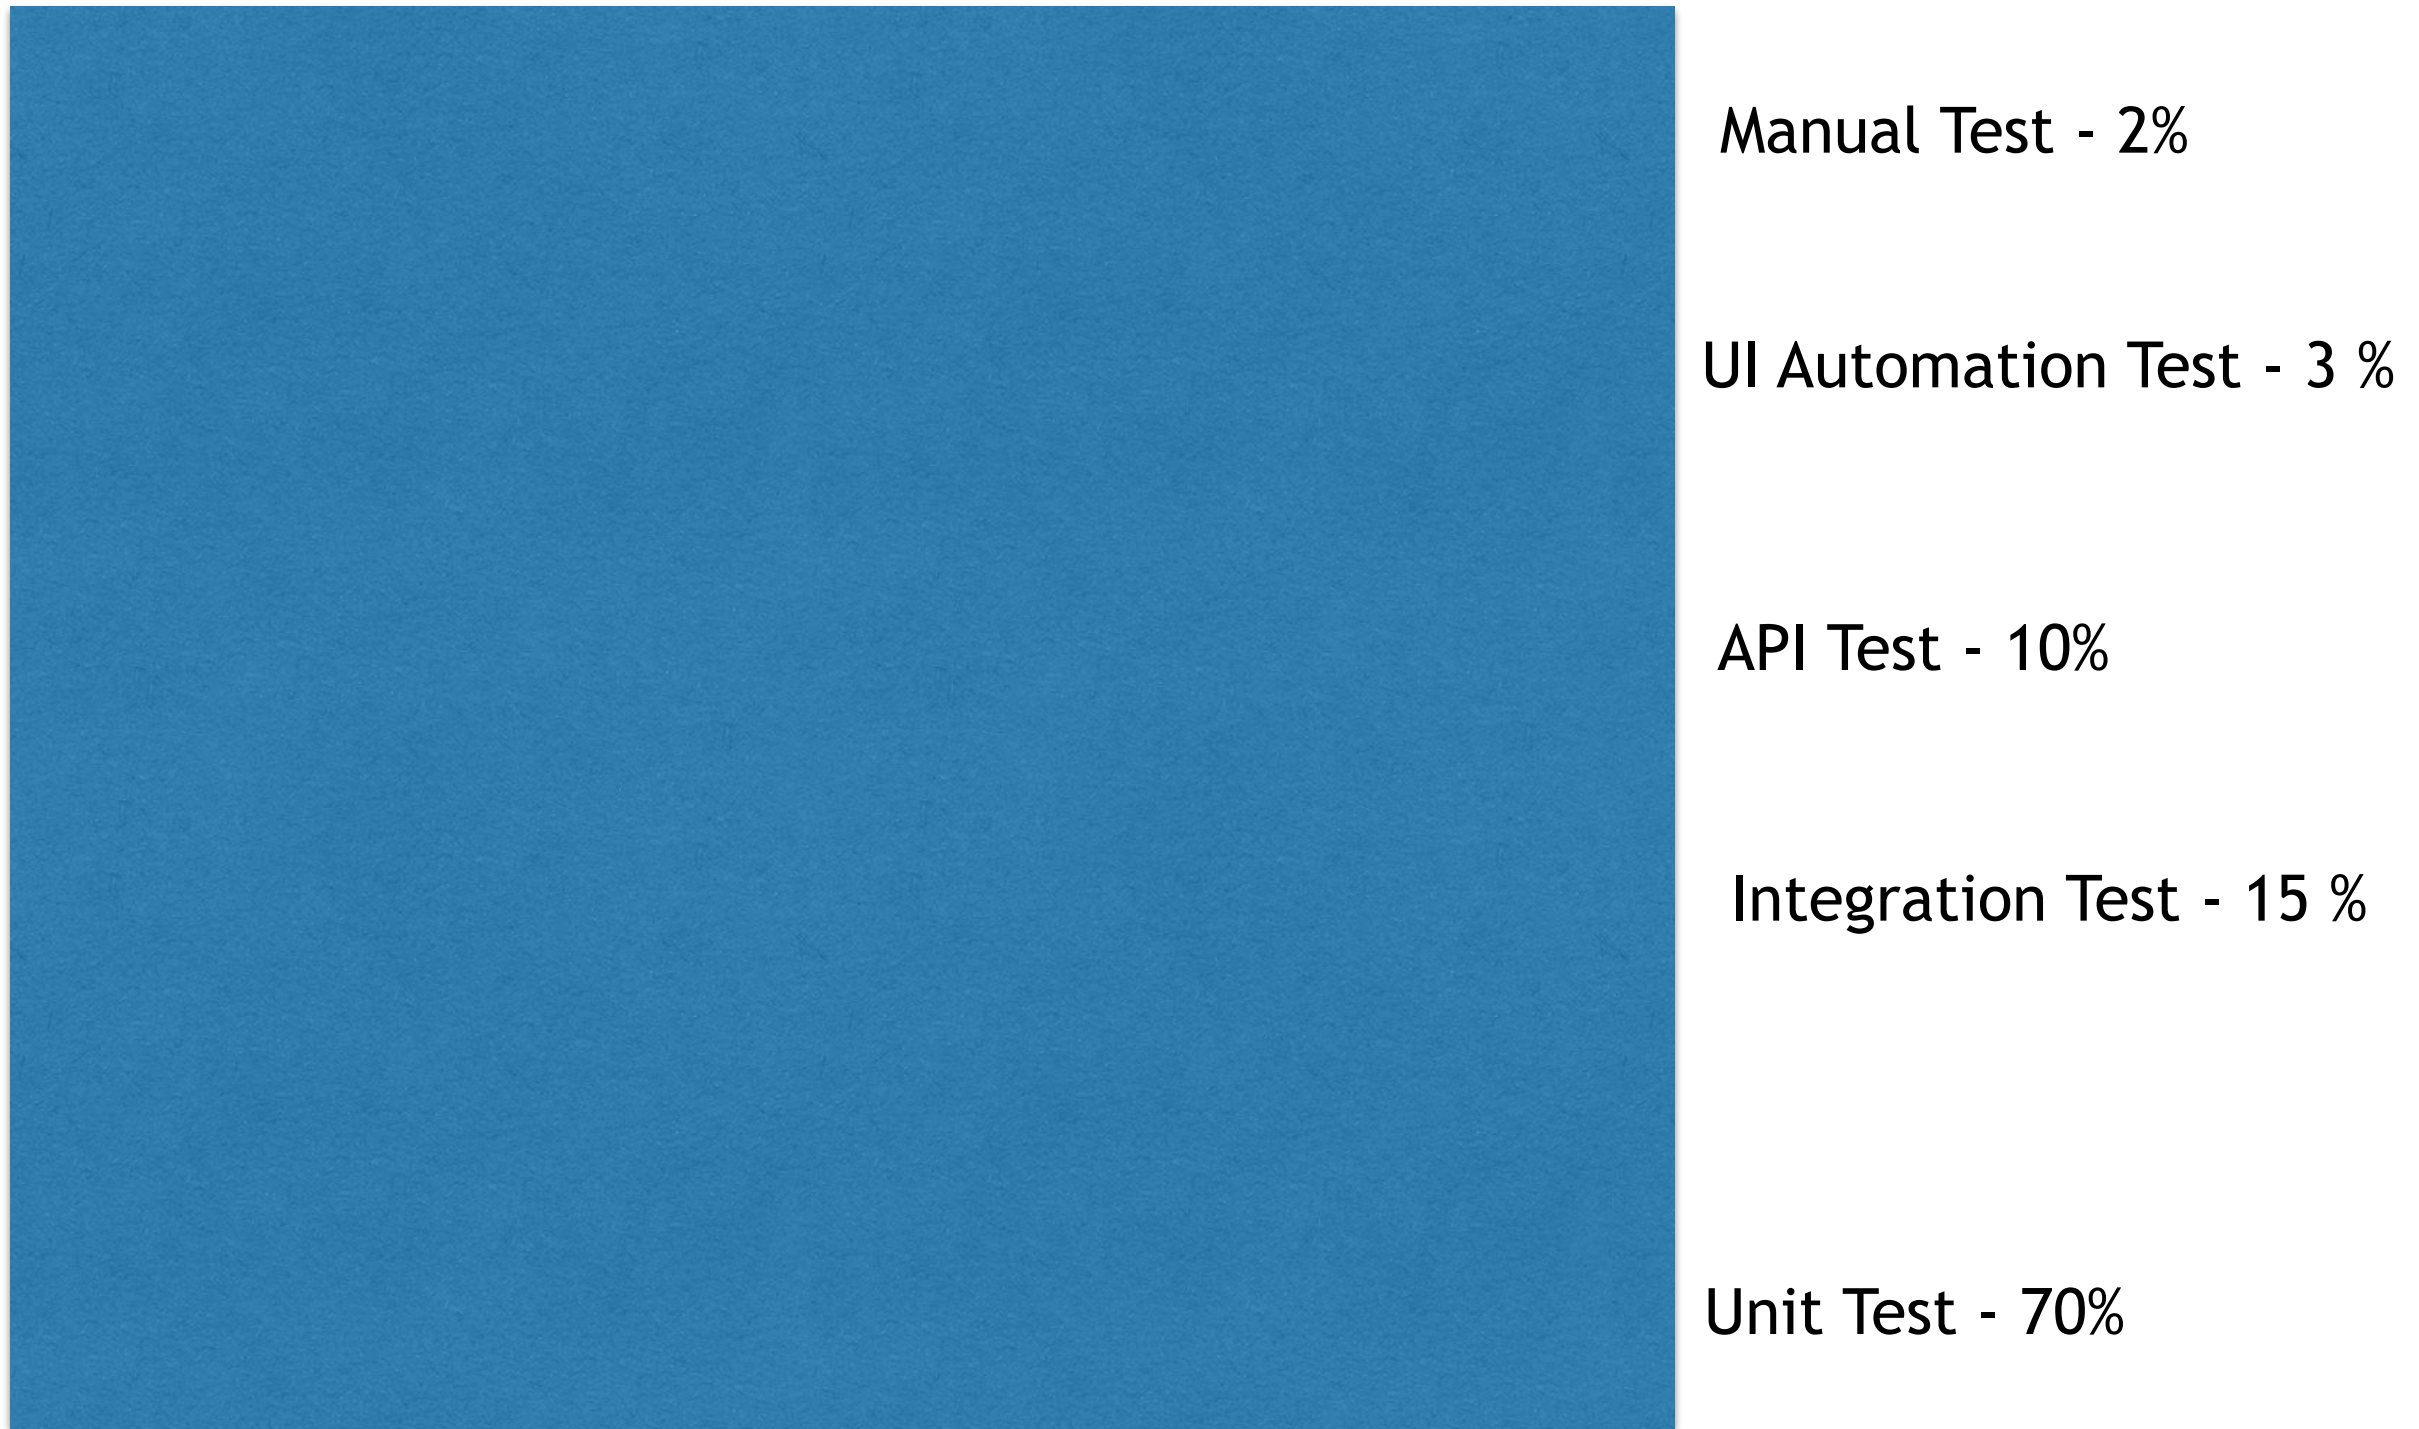 Manual Test - 2%
UI Automation Test - 3 %
API Test - 10%
Integration Test - 15 %
Unit Test - 70%